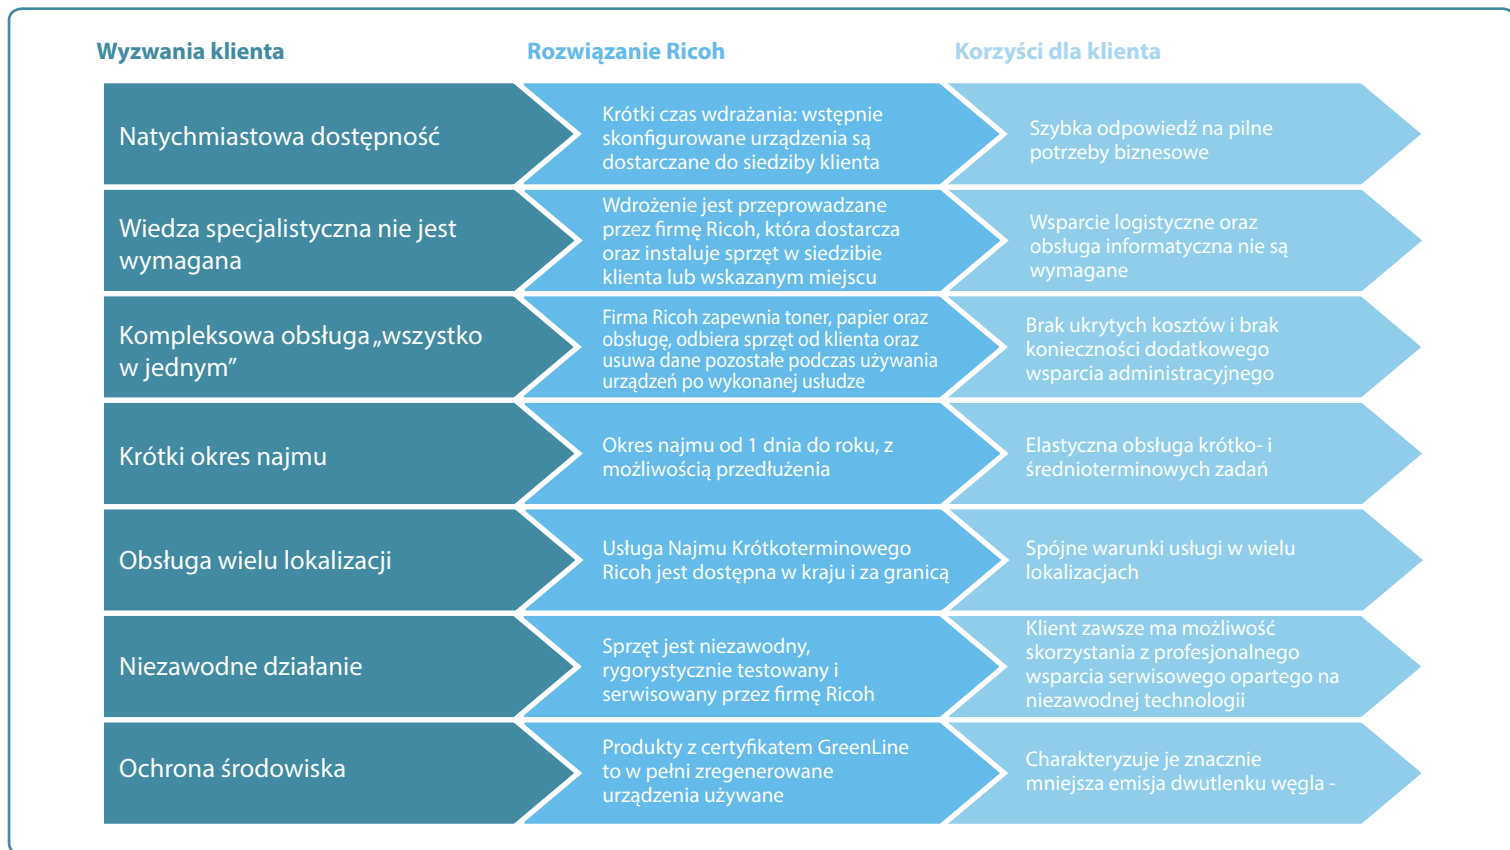 Wyzwania klienta
Rozwiązanie Ricoh
Korzyści dla klienta
Natychmiastowa dostępność
Krótki czas wdrażania: wstępnie
skonfigurowane urządzenia są
dostarczane do siedziby klienta
Szybka odpowiedź na pilne
potrzeby biznesowe
Wiedza specjalistyczna nie jest
wymagana
Wdrożenie jest przeprowadzane
przez firmę Ricoh, która dostarcza
oraz instaluje sprzęt w siedzibie
klienta lub wskazanym miejscu
Wsparcie logistyczne oraz
obsługa informatyczna nie są
wymagane
Kompleksowa obsługa „wszystko
w jednym”
Firma Ricoh zapewnia toner, papier oraz
obsługę, odbiera sprzęt od klienta oraz
usuwa dane pozostałe podczas używania
urządzeń po wykonanej usłudze
Brak ukrytych kosztów i brak
konieczności dodatkowego
wsparcia administracyjnego
Krótki okres najmu
Okres najmu od 1 dnia do roku, z
możliwością przedłużenia
Elastyczna obsługa krótko- i
średnioterminowych zadań
Obsługa wielu lokalizacji
Usługa Najmu Krótkoterminowego
Ricoh jest dostępna w kraju i za granicą
Spójne warunki usługi w wielu
lokalizacjach
Niezawodne działanie
Sprzęt jest niezawodny,
rygorystycznie testowany i
serwisowany przez firmę Ricoh
Klient zawsze ma możliwość
skorzystania z profesjonalnego
wsparcia serwisowego opartego na
niezawodnej technologii
Ochrona środowiska
Produkty z certyfikatem GreenLine
to w pełni zregenerowane
urządzenia używane
Charakteryzuje je znacznie
mniejsza emisja dwutlenku węgla -